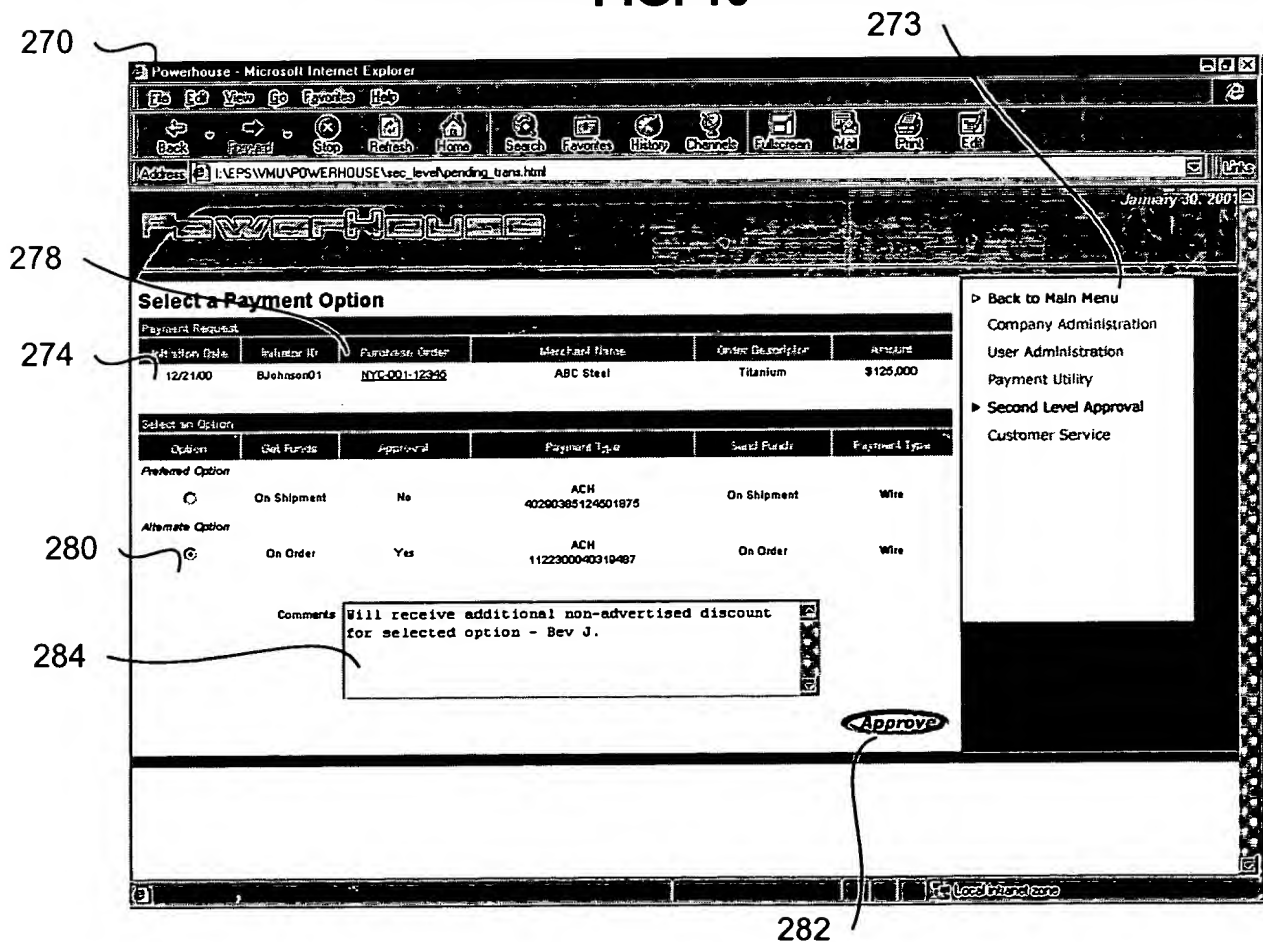 273
270
Powerhouse - Microsoft Internet Explorer
File Edit View Go Favorites Help
Back Forward Stop Refresh Home Search Favorites History Channels Fullscreen Mail Print Edit
Address I:\EPS\VMU\POWERHOUSE\sec_level\pending_trans.html Links
January 30, 2001
PowerHouse
278
Select a Payment Option
Payment Request
Initiation Date Initiator ID Purchase Order Merchant Name Order Descriptor Amount
274
12/21/00 BJohnson01 NYC-001-12345 ABC Steel Titanium $125,000
Select an Option
Option Get Funds Approval Payment Type Send Funds Payment Type
Preferred Option
On Shipment No ACH 40290385124501875 On Shipment Wire
Alternate Option
280
On Order Yes ACH 1122300040319487 On Order Wire
Comments Will receive additional non-advertised discount
for selected option - Bev J.
284
Approve
Back to Main Menu
Company Administration
User Administration
Payment Utility
Second Level Approval
Customer Service
Local intranet zone
282